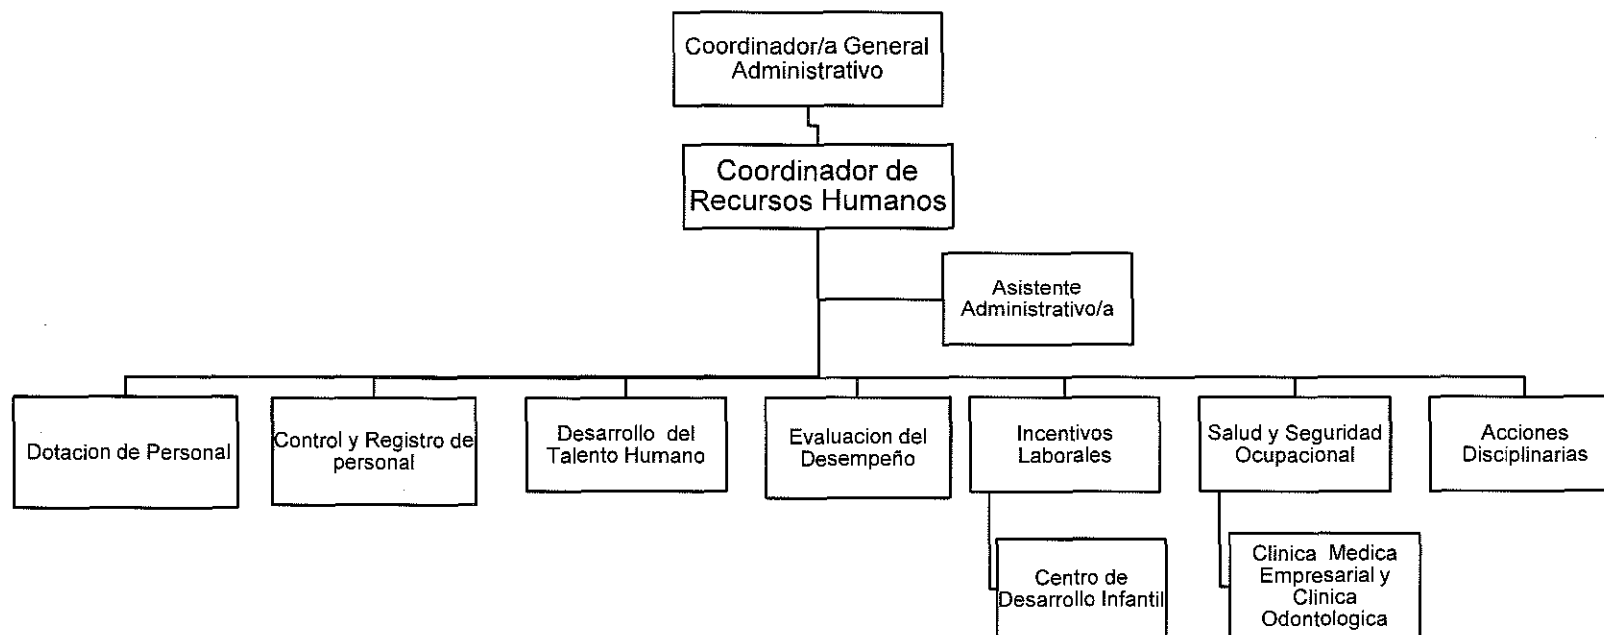 Coordinador/a General
Administrativo
Coordinador de
Recursos Humanos
Asistente
Administrativo/a
Dotacion de Personal
Control y Registro de
personal
Desarrollo del
Talento Humano
Evaluacion del
Desempeño
Incentivos
Laborales
Salud y Seguridad
Ocupacional
Acciones
Disciplinarias
Centro de
Desarrollo Infantil
Clinica Medica
Empresarial y
Clinica
Odontologica